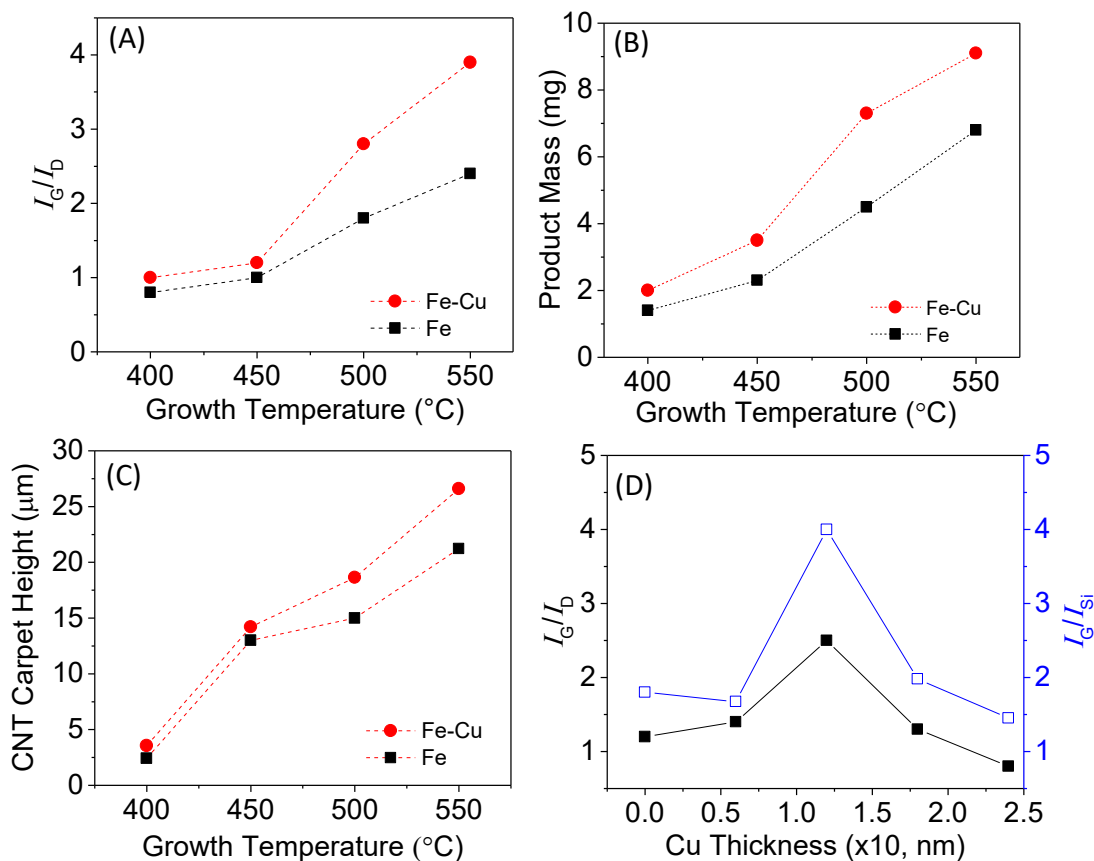 (A)
4
3
2
1
0
I_G/I_D
Fe-Cu
Fe
400 450 500 550
Growth Temperature (°C)
(B)
10
8
6
4
2
0
Product Mass (mg)
Fe-Cu
Fe
400 450 500 550
Growth Temperature (°C)
(C)
30
25
20
15
10
5
0
CNT Carpet Height (μm)
Fe-Cu
Fe
400 450 500 550
Growth Temperature (°C)
(D)
5
4
3
2
1
I_G/I_D
5
4
3
2
1
I_G/I_Si
0.0 0.5 1.0 1.5 2.0 2.5
Cu Thickness (x10, nm)